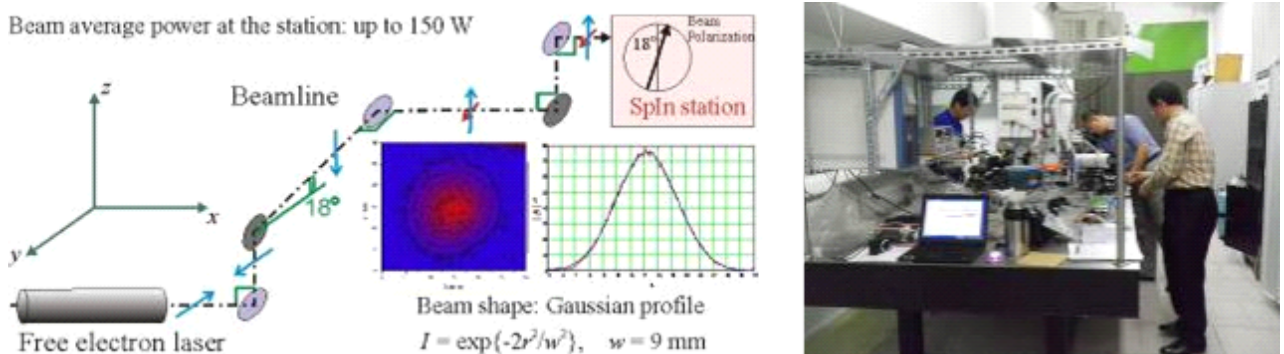 Beam average power at the station: up to 150 W
Beam
Polarization
18°
SpIn station
Beamline
z
x
y
18°
Free electron laser
Beam shape: Gaussian profile
I = exp{-2r²/w²}, w = 9 mm